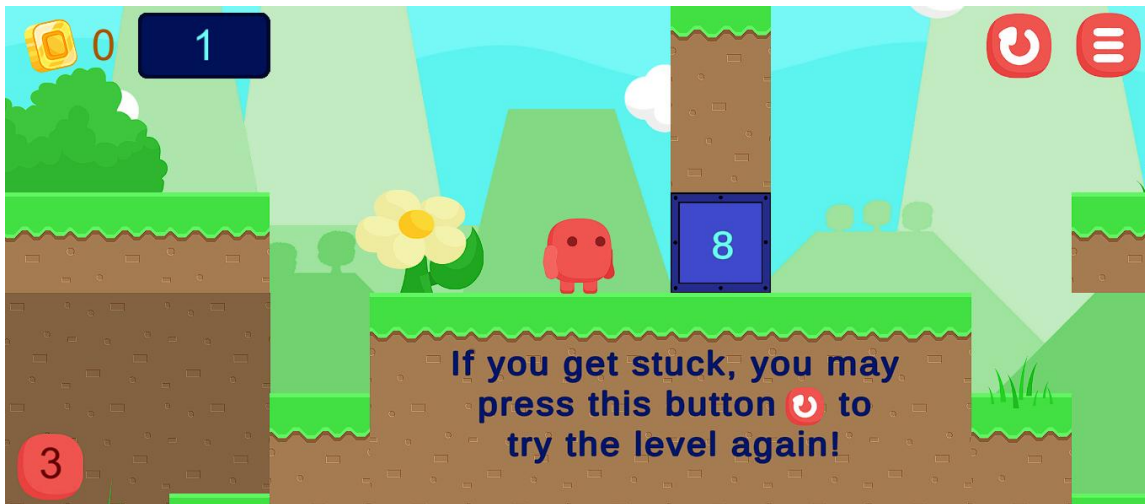 0
1
8
If you get stuck, you may
press this button to
try the level again!
3